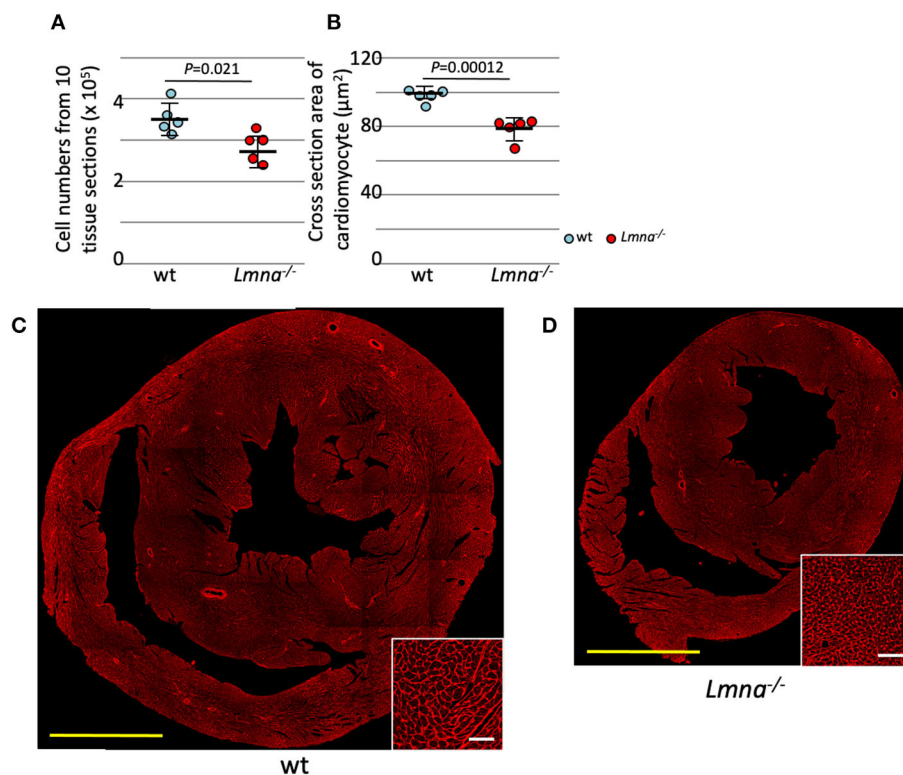 A
B
Cell numbers from 10
tissue sections (x 10⁵)
P=0.021
4
2
0
wt
Lmna⁻/⁻
Cross section area of
cardiomyocyte (µm²)
P=0.00012
120
80
40
0
wt
Lmna⁻/⁻
wt
Lmna⁻/⁻
C
D
wt
Lmna⁻/⁻